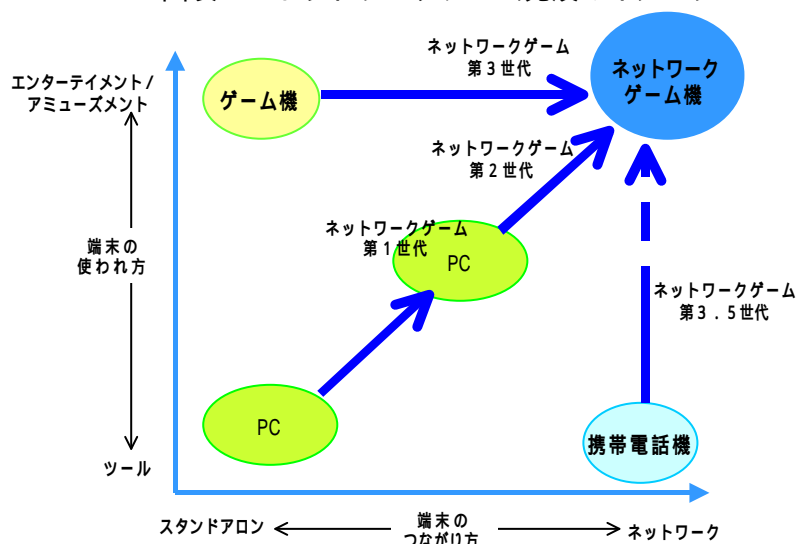 エンターテイメント/
アミューズメント
ゲーム機
ネットワークゲーム
第3世代
ネットワーク
ゲーム機
ネットワークゲーム
第2世代
ネットワークゲーム
第1世代
PC
端末の
使われ方
ネットワークゲーム
第3.5世代
PC
携帯電話機
ツール
スタンドアロン
端末の
つながり方
ネットワーク